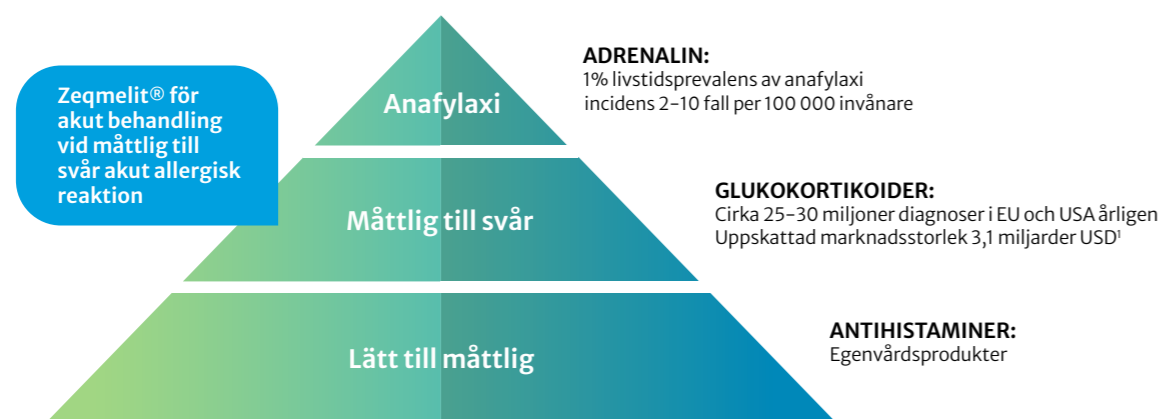 Zeqmelit® för
akut behandling
vid måttlig till
svår akut allergisk
reaktion
Anafylaxi
ADRENALIN:
1% livstidsprevalens av anafylaxi
incidens 2-10 fall per 100 000 invånare
Måttlig till svår
GLUKOKORTIKOIDER:
Cirka 25-30 miljoner diagnoser i EU och USA årligen
Uppskattad marknadsstorlek 3,1 miljarder USD¹
Lätt till måttlig
ANTIHISTAMINER:
Egenvårdsprodukter